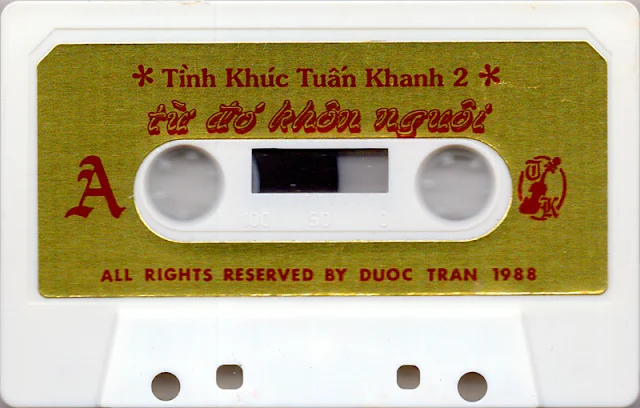 * Tình Khúc Tuấn Khanh 2 *
từ đó khôn nguôi
A
T K
100 50 0
ALL RIGHTS RESERVED BY DUOC TRAN 1988